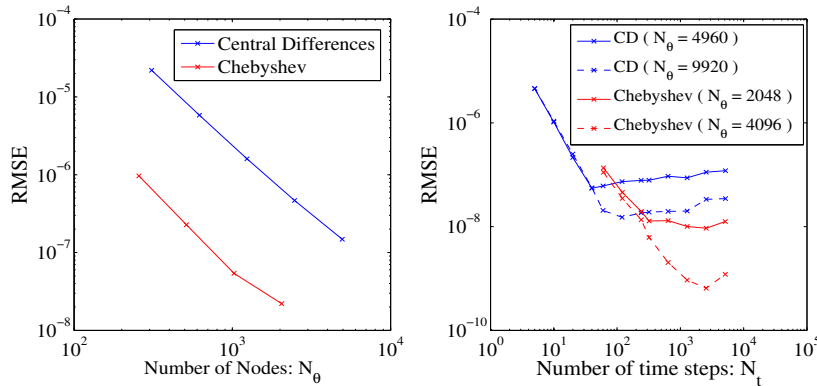 10^-4
10^-5
10^-6
10^-7
10^-8
RMSE
10^2
10^3
10^4
Number of Nodes: N_θ
Central Differences
Chebyshev
10^-4
10^-6
10^-8
10^-10
RMSE
10^0
10^1
10^2
10^3
10^4
10^5
Number of time steps: N_t
CD ( N_θ = 4960 )
CD ( N_θ = 9920 )
Chebyshev ( N_θ = 2048 )
Chebyshev ( N_θ = 4096 )